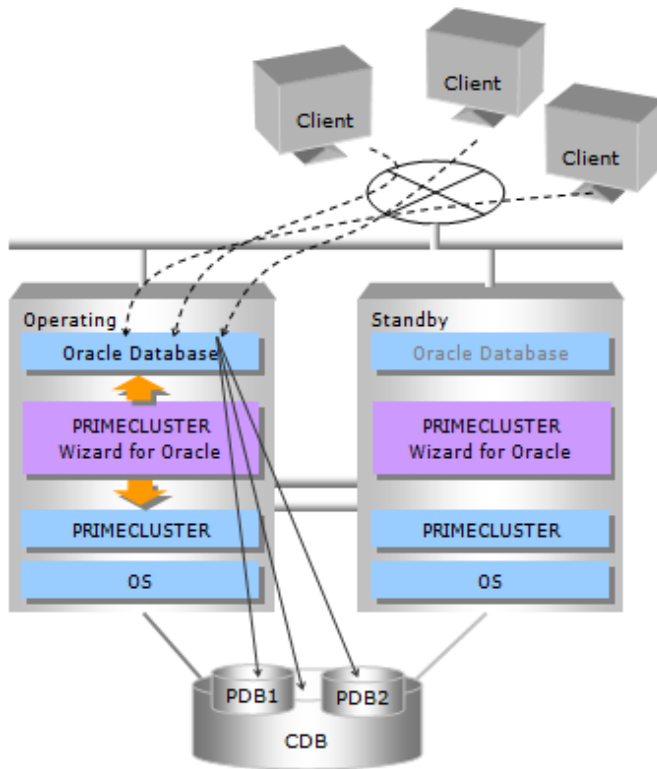 Client
Client
Client
Operating
Oracle Database
PRIMECLUSTER
Wizard for Oracle
PRIMECLUSTER
OS
Standby
Oracle Database
PRIMECLUSTER
Wizard for Oracle
PRIMECLUSTER
OS
PDB1
PDB2
CDB